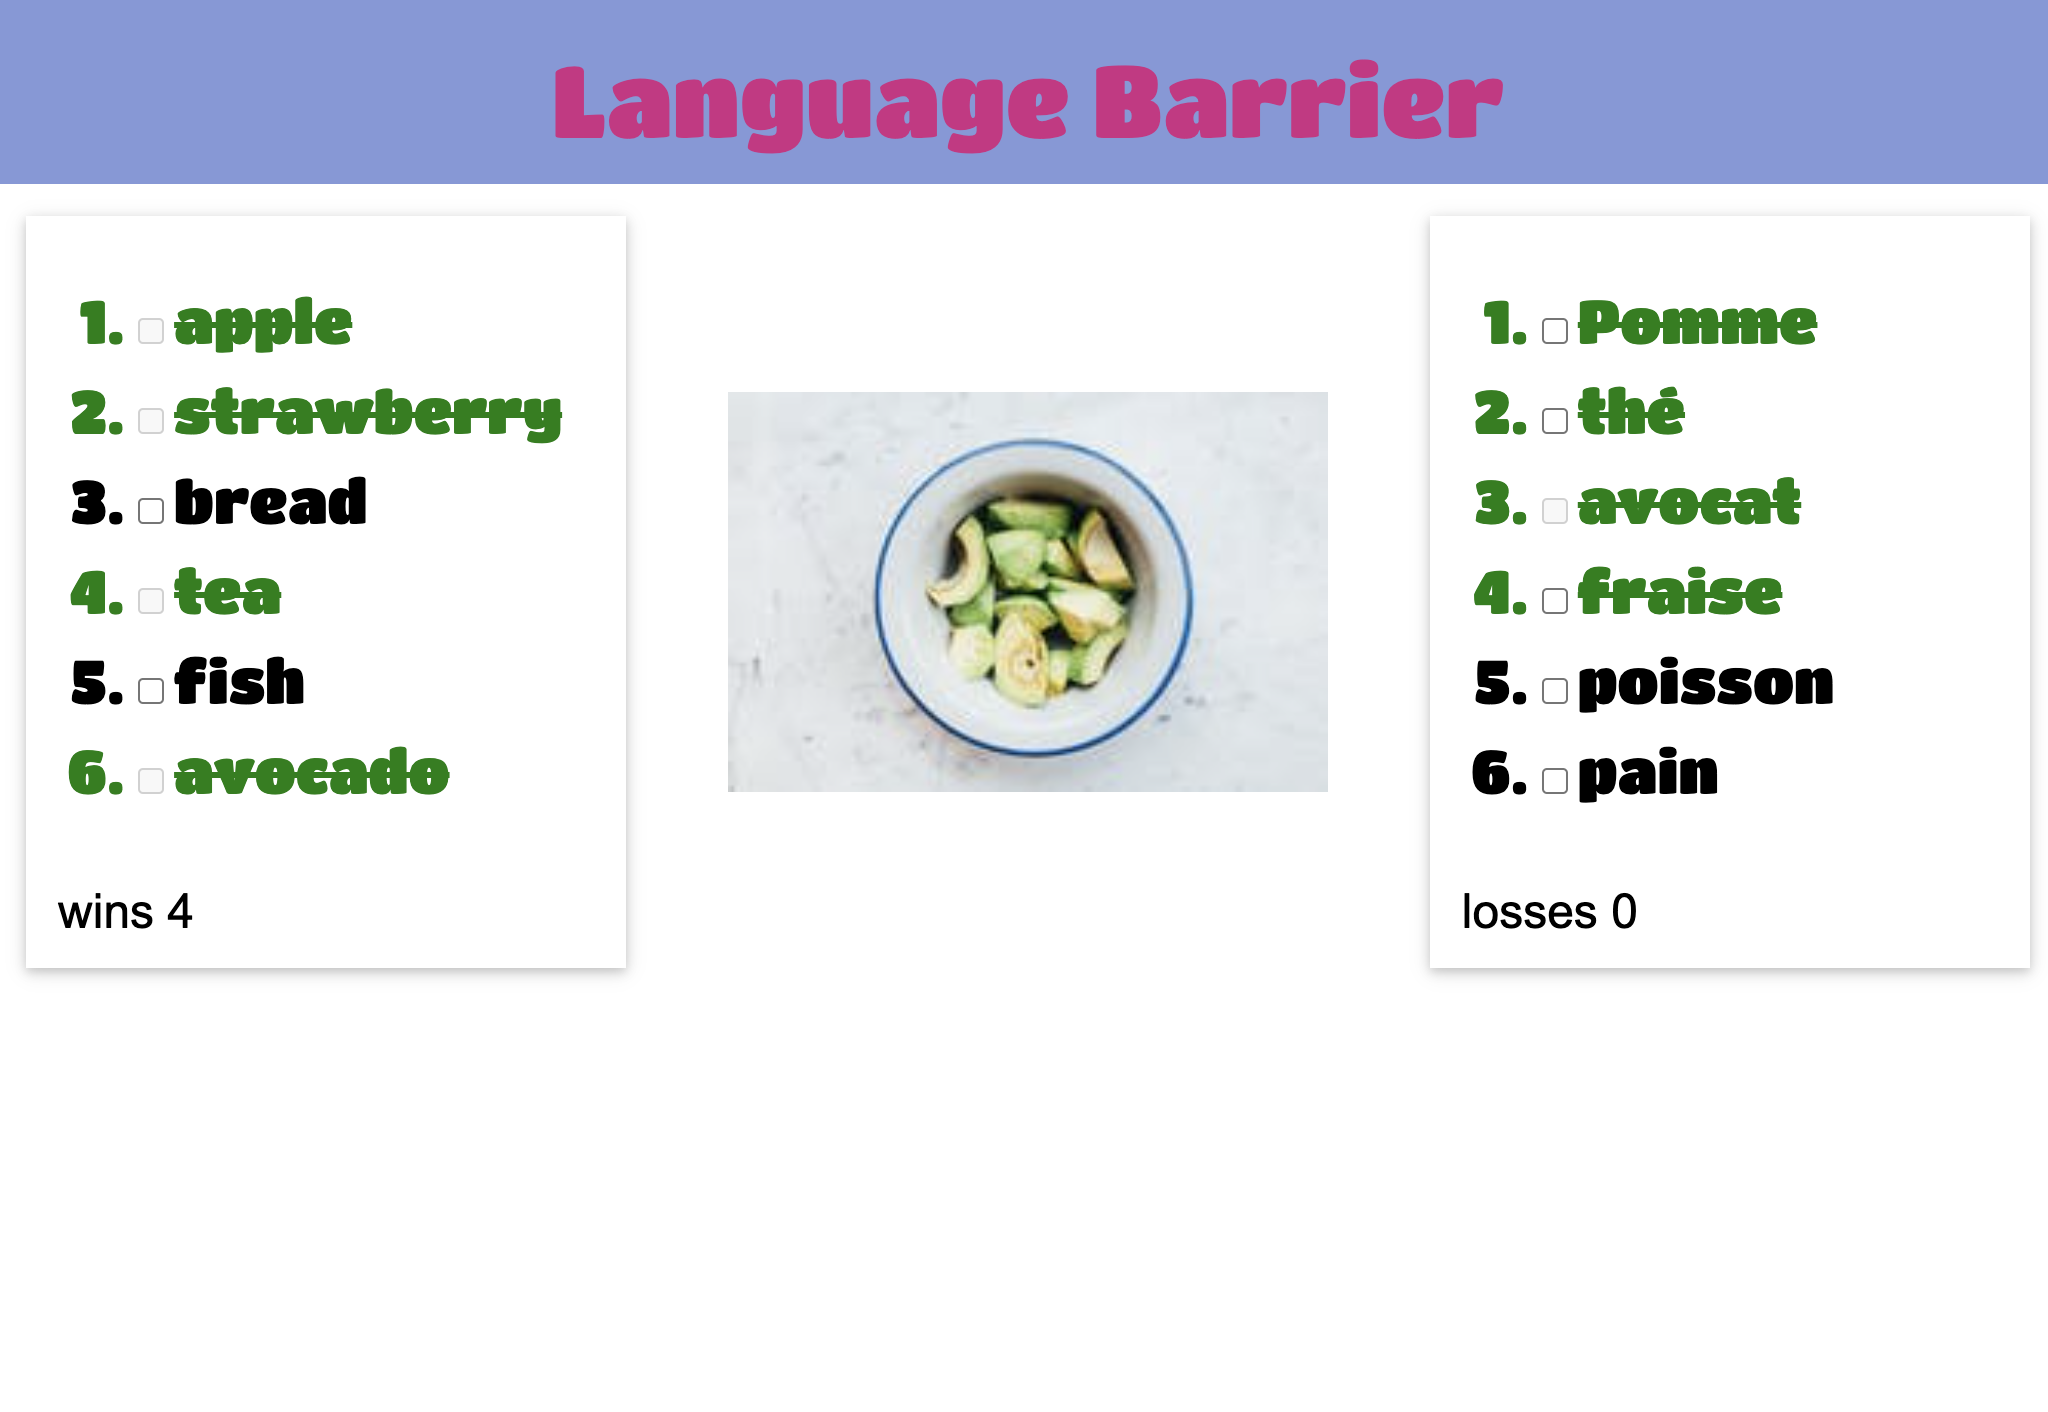 Language Barrier
1. apple
2. strawberry
3. bread
4. tea
5. fish
6. avocado
wins 4
1. Pomme
2. thé
3. avocat
4. fraise
5. poisson
6. pain
losses 0